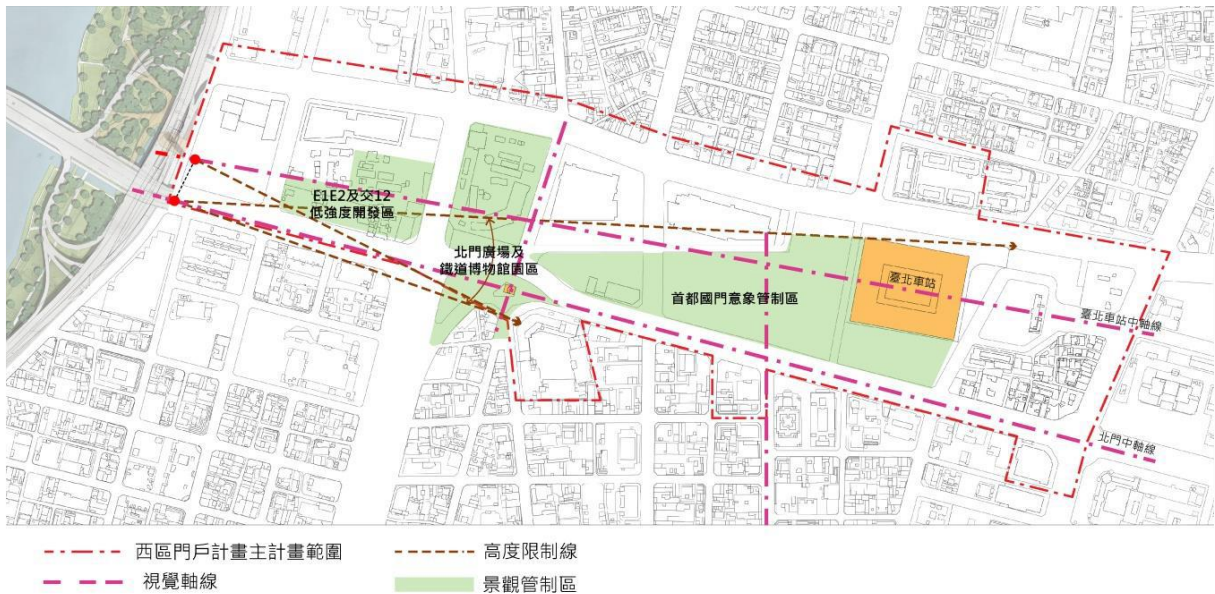 E1E2及交12
低強度開發區
北門廣場及
鐵道博物館園區
首都國門意象管制區
臺北車站
臺北車站中軸線
北門中軸線
西區門戶計畫主計畫範圍
高度限制線
視覺軸線
景觀管制區